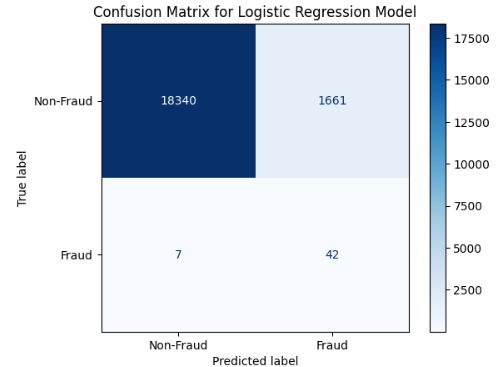 Confusion Matrix for Logistic Regression Model
True label
Non-Fraud
18340
1661
Fraud
7
42
Non-Fraud
Fraud
Predicted label
17500
15000
12500
10000
7500
5000
2500